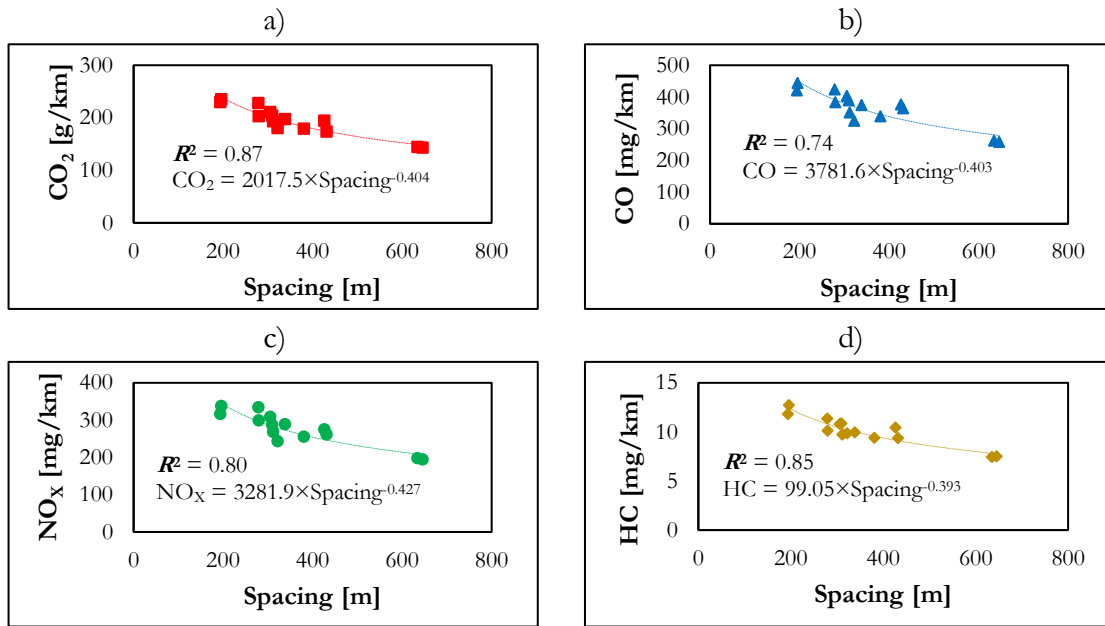 a)
300
200
100
0
CO₂ [g/km]
R² = 0.87
CO₂ = 2017.5×Spacing⁻⁰·⁴⁰⁴
0 200 400 600 800
Spacing [m]
b)
500
400
300
200
100
0
CO [mg/km]
R² = 0.74
CO = 3781.6×Spacing⁻⁰·⁴⁰³
0 200 400 600 800
Spacing [m]
c)
400
300
200
100
0
NOX [mg/km]
R² = 0.80
NOX = 3281.9×Spacing⁻⁰·⁴²⁷
0 200 400 600 800
Spacing [m]
d)
15
10
5
0
HC [mg/km]
R² = 0.85
HC = 99.05×Spacing⁻⁰·³⁹³
0 200 400 600 800
Spacing [m]